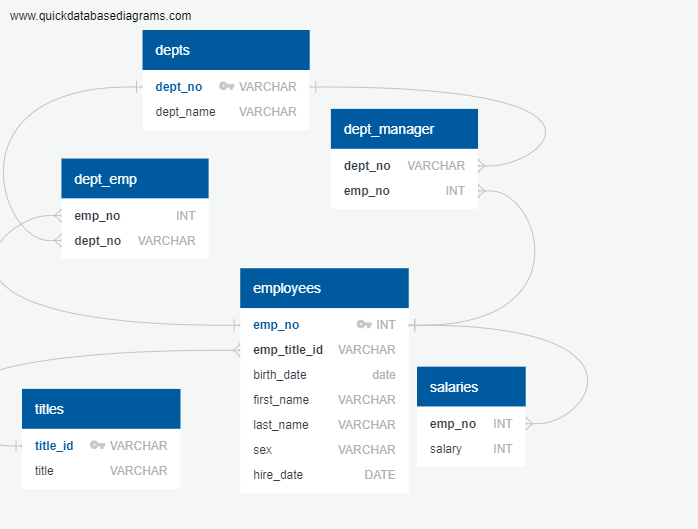 www.quickdatabasediagrams.com
depts
dept_no VARCHAR
dept_name VARCHAR
dept_manager
dept_no VARCHAR
emp_no INT
dept_emp
emp_no INT
dept_no VARCHAR
employees
emp_no INT
emp_title_id VARCHAR
birth_date date
first_name VARCHAR
last_name VARCHAR
sex VARCHAR
hire_date DATE
salaries
emp_no INT
salary INT
titles
title_id VARCHAR
title VARCHAR